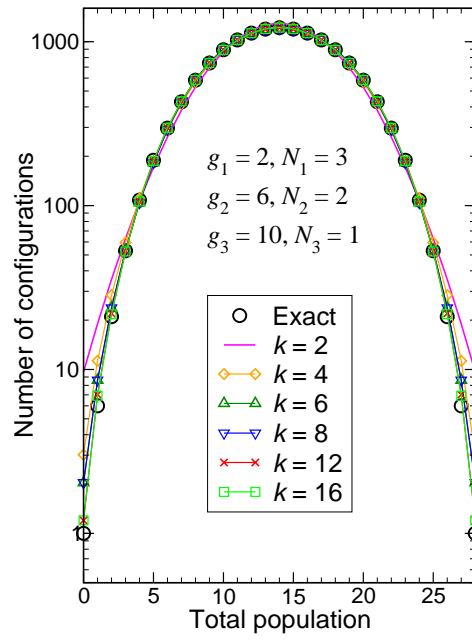 1000
100
10
1
Number of configurations
g₁ = 2, N₁ = 3
g₂ = 6, N₂ = 2
g₃ = 10, N₃ = 1
Exact
k = 2
k = 4
k = 6
k = 8
k = 12
k = 16
0 5 10 15 20 25
Total population